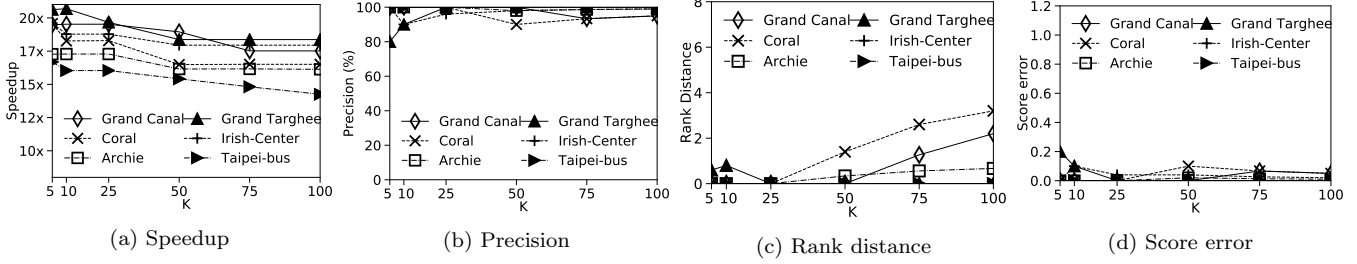 20x
17x
15x
12x
10x
Speedup
Grand Canal
Grand Targhee
Coral
Irish-Center
Archie
Taipei-bus
5 10 25 50 75 100
K
(a) Speedup
100
80
60
40
20
0
Precision (%)
Grand Canal
Grand Targhee
Coral
Irish-Center
Archie
Taipei-bus
5 10 25 50 75 100
K
(b) Precision
8
6
4
2
0
Rank Distance
Grand Canal
Grand Targhee
Coral
Irish-Center
Archie
Taipei-bus
5 10 25 50 75 100
K
(c) Rank distance
1.2
1.0
0.8
0.6
0.4
0.2
0.0
Score error
Grand Canal
Grand Targhee
Coral
Irish-Center
Archie
Taipei-bus
5 10 25 50 75 100
K
(d) Score error